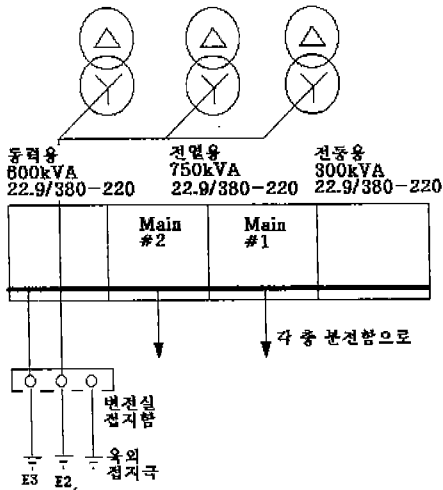 동력용
600kVA
22.9/380-220
전열용
750kVA
22.9/380-220
전등용
300kVA
22.9/380-220
Main
#2
Main
#1
각 층 분전함으로
변전실
접지함
옥외
접지극
E3
E2